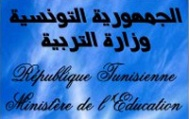 الجمهورية التونسية
وزارة التربية
République Tunisienne
Ministère de l'Education